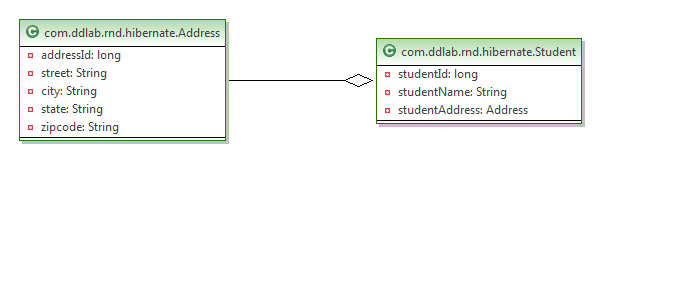 com.ddlab.rnd.hibernate.Address
addressId: long
street: String
city: String
state: String
zipcode: String
com.ddlab.rnd.hibernate.Student
studentId: long
studentName: String
studentAddress: Address